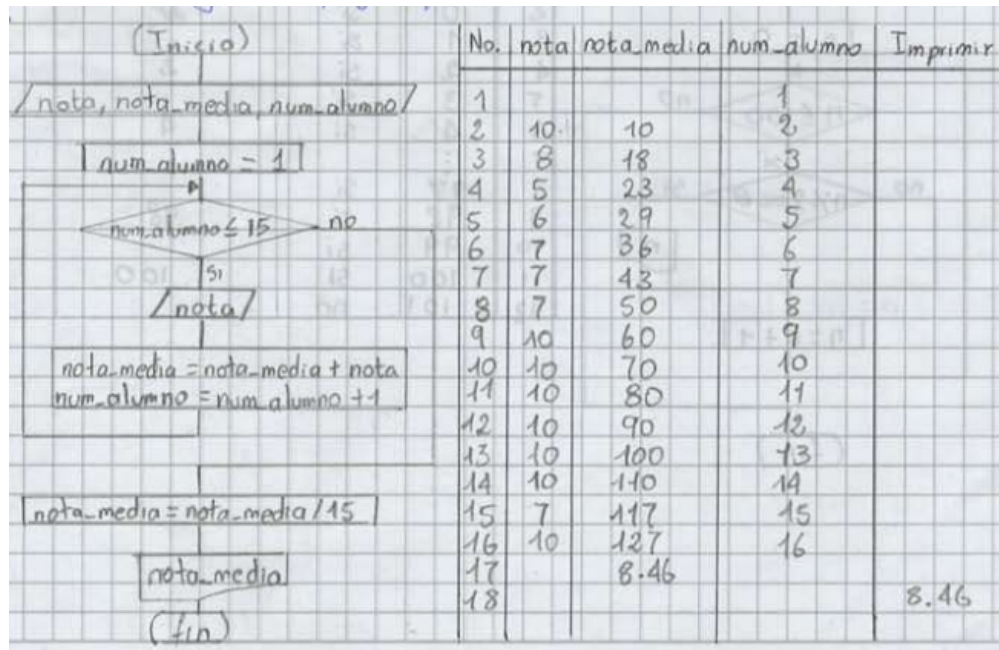 (Inicio)
/nota, nota_media, num_alumno/
num_alumno = 1
num_alumno ≤ 15 no
si
/nota/
nota_media = nota_media + nota
num_alumno = num_alumno +1
nota_media = nota_media / 15
nota_media
(fin)
No. nota nota_media num_alumno Imprimir
1 1
2 10 10 2
3 8 18 3
4 5 23 4
5 6 29 5
6 7 36 6
7 7 43 7
8 7 50 8
9 10 60 9
10 10 70 10
11 10 80 11
12 10 90 12
13 10 100 13
14 10 110 14
15 7 117 15
16 10 127 16
17 8.46
18 8.46